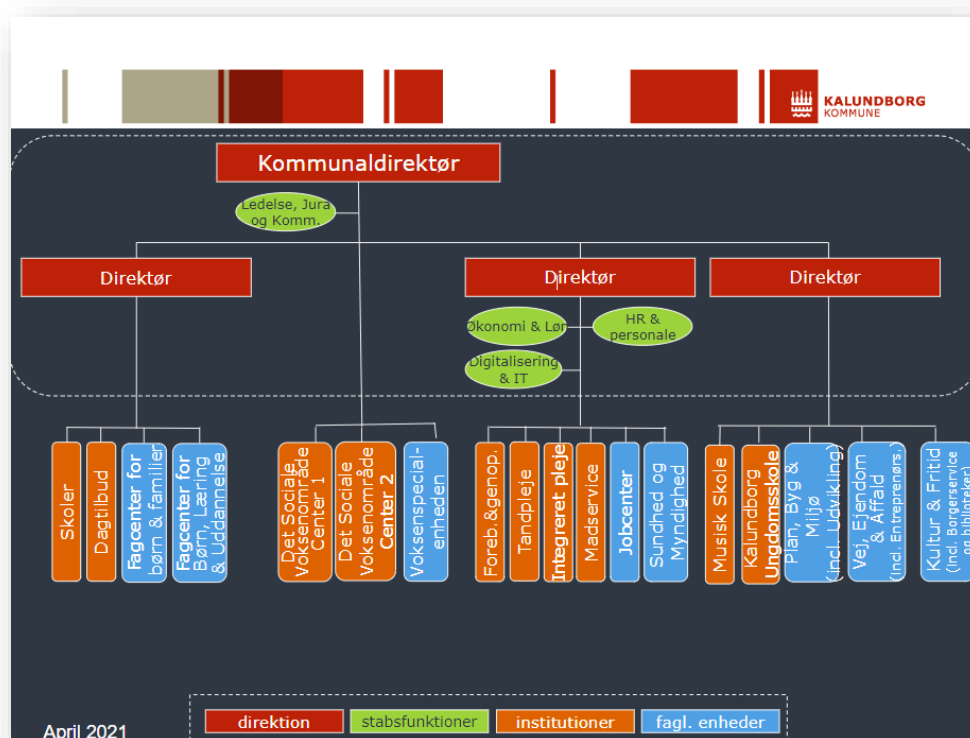 KALUNDBORG
KOMMUNE
Kommunaldirektør
Ledelse, Jura
og Komm.
Direktør
Direktør
Direktør
Økonomi & Løn
HR &
personale
Digitalisering
& IT
Skoler
Dagtilbud
Fagcenter for
børn & familier
Fagcenter for
Børn, Læring
& Uddannelse
Det Sociale
Voksenområde
Center 1
Det Sociale
Voksenområde
Center 2
Voksenspecial-
enheden
Foreb.&genop.
Tandpleje
Integreret pleje
Madservice
Jobcenter
Sundhed og
Myndighed
Musisk Skole
Kalundborg
Ungdomsskole
Plan, Byg &
Miljø
(incl. Udvikling)
Vej, Ejendom
& Affald
(Incl. Entreprenørs.)
Kultur & Fritid
(Incl. Borgerservice
og biblioteker)
April 2021
direktion
stabsfunktioner
institutioner
fagl. enheder